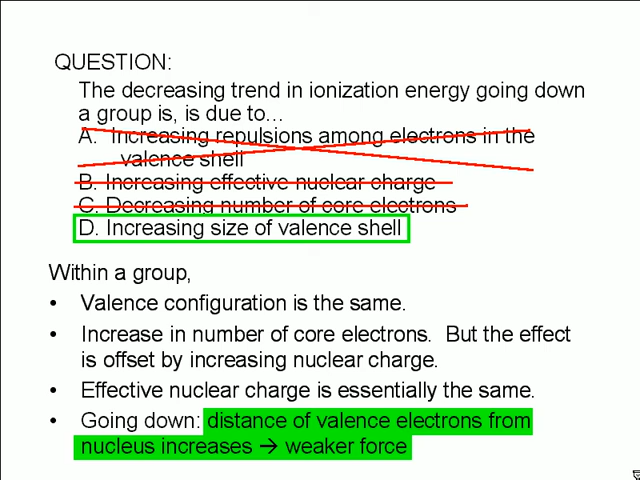 QUESTION:
The decreasing trend in ionization energy going down
a group is, is due to…
A. Increasing repulsions among electrons in the
valence shell
B. Increasing effective nuclear charge
C. Decreasing number of core electrons
D. Increasing size of valence shell
Within a group,
• Valence configuration is the same.
• Increase in number of core electrons. But the effect
is offset by increasing nuclear charge.
• Effective nuclear charge is essentially the same.
• Going down: distance of valence electrons from
nucleus increases → weaker force